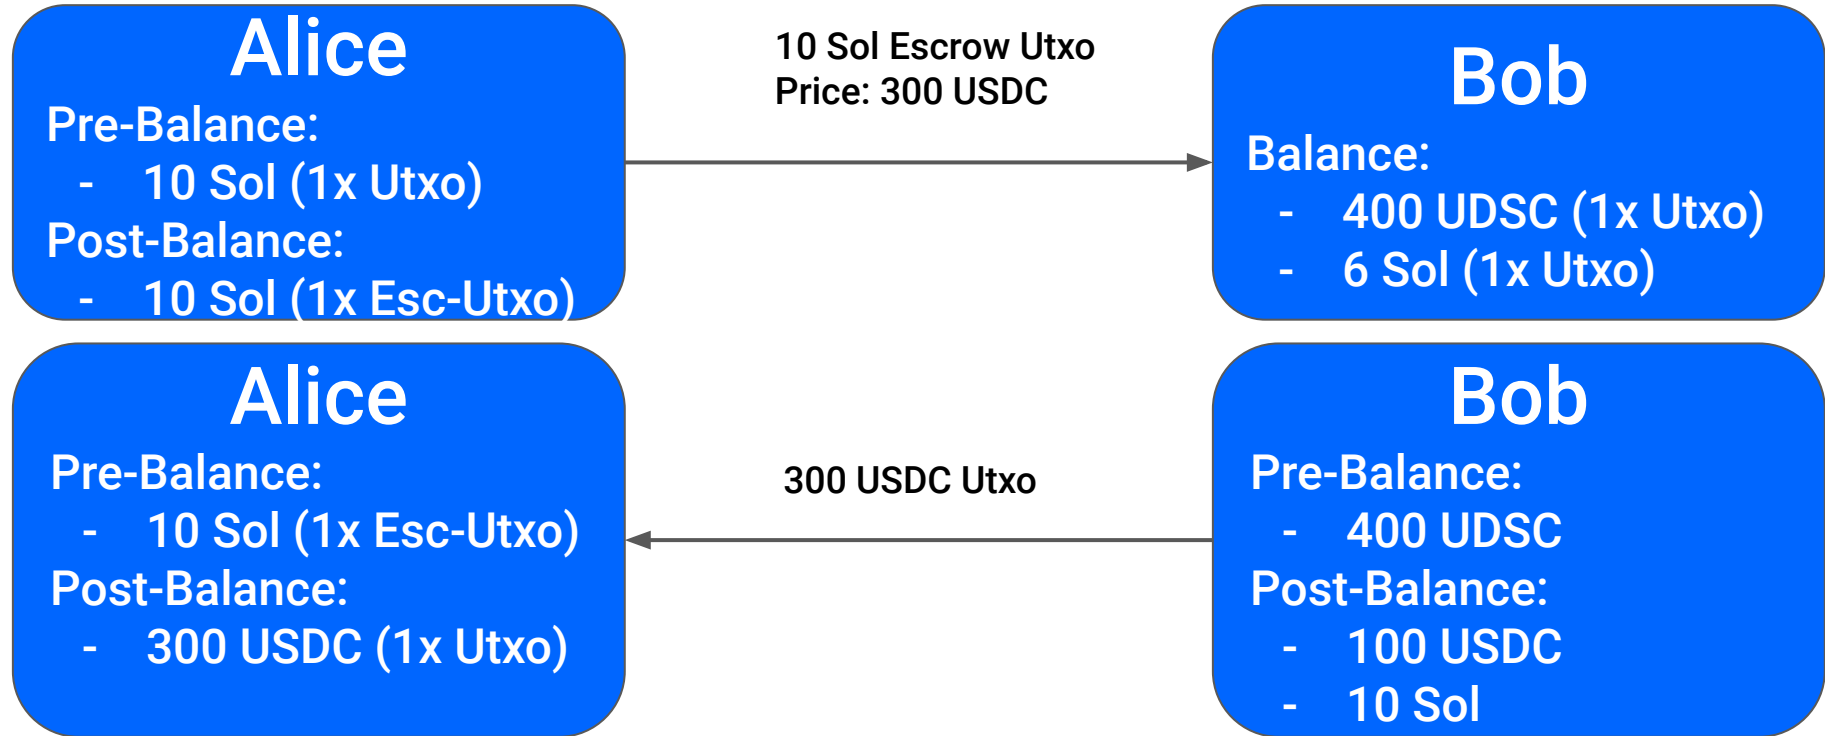 Alice
Pre-Balance:
- 10 Sol (1x Utxo)
Post-Balance:
- 10 Sol (1x Esc-Utxo)
10 Sol Escrow Utxo
Price: 300 USDC
Bob
Balance:
- 400 UDSC (1x Utxo)
- 6 Sol (1x Utxo)
Alice
Pre-Balance:
- 10 Sol (1x Esc-Utxo)
Post-Balance:
- 300 USDC (1x Utxo)
300 USDC Utxo
Bob
Pre-Balance:
- 400 UDSC
Post-Balance:
- 100 USDC
- 10 Sol